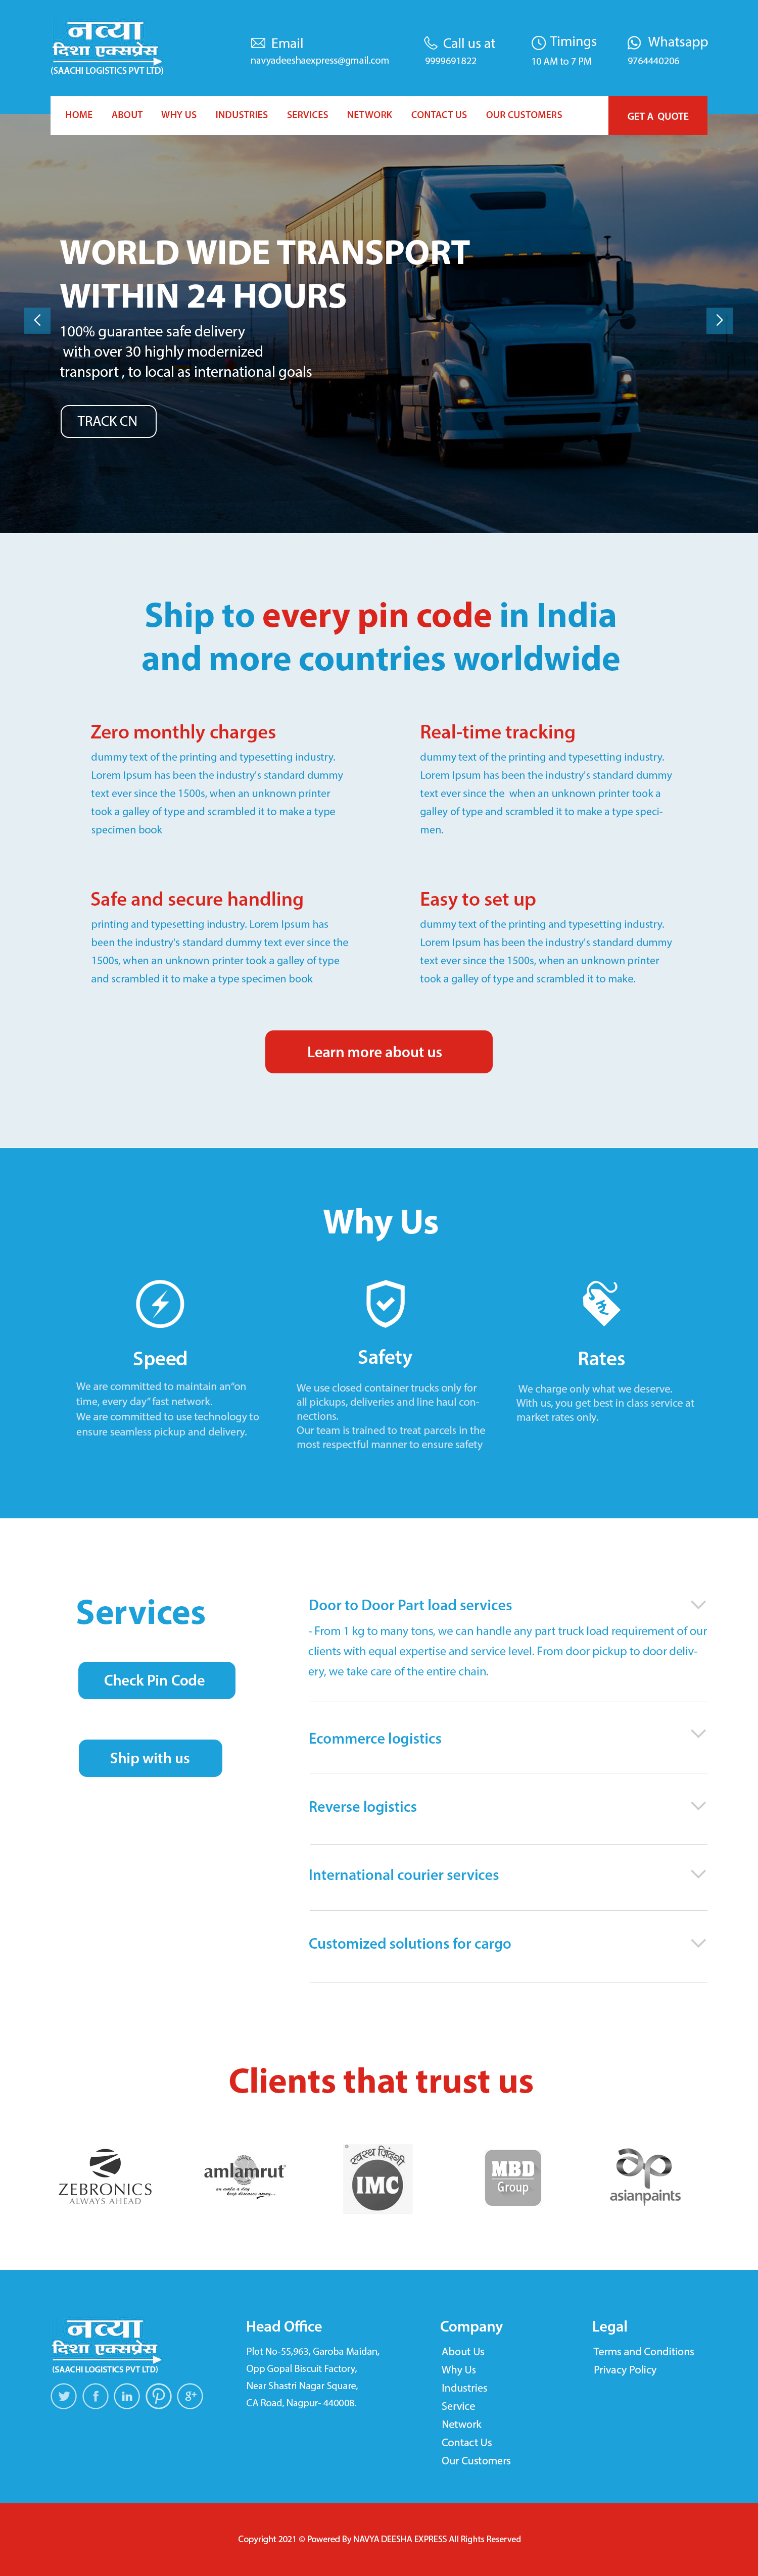 नव्या
दिशा एक्सप्रेस
(SAACHI LOGISTICS PVT LTD)
Email
navyadeeshaexpress@gmail.com
Call us at
9999691822
Timings
10 AM to 7 PM
Whatsapp
9764440206
HOME ABOUT WHY US INDUSTRIES SERVICES NETWORK CONTACT US OUR CUSTOMERS GET A QUOTE
WORLD WIDE TRANSPORT
WITHIN 24 HOURS
100% guarantee safe delivery
with over 30 highly modernized
transport , to local as international goals
TRACK CN
Ship to every pin code in India
and more countries worldwide
Zero monthly charges
dummy text of the printing and typesetting industry.
Lorem Ipsum has been the industry's standard dummy
text ever since the 1500s, when an unknown printer
took a galley of type and scrambled it to make a type
specimen book
Real-time tracking
dummy text of the printing and typesetting industry.
Lorem Ipsum has been the industry's standard dummy
text ever since the when an unknown printer took a
galley of type and scrambled it to make a type speci-
men.
Safe and secure handling
printing and typesetting industry. Lorem Ipsum has
been the industry's standard dummy text ever since the
1500s, when an unknown printer took a galley of type
and scrambled it to make a type specimen book
Easy to set up
dummy text of the printing and typesetting industry.
Lorem Ipsum has been the industry's standard dummy
text ever since the 1500s, when an unknown printer
took a galley of type and scrambled it to make.
Learn more about us
Why Us
Speed
We are committed to maintain an“on
time, every day” fast network.
We are committed to use technology to
ensure seamless pickup and delivery.
Safety
We use closed container trucks only for
all pickups, deliveries and line haul con-
nections.
Our team is trained to treat parcels in the
most respectful manner to ensure safety
Rates
We charge only what we deserve.
With us, you get best in class service at
market rates only.
Services
Check Pin Code
Ship with us
Door to Door Part load services
- From 1 kg to many tons, we can handle any part truck load requirement of our
clients with equal expertise and service level. From door pickup to door deliv-
ery, we take care of the entire chain.
Ecommerce logistics
Reverse logistics
International courier services
Customized solutions for cargo
Clients that trust us
ZEBRONICS
ALWAYS AHEAD
amlamrut
an amla a day
keep diseases away...
स्वस्थ ज़िंदगी
IMC
MBD
Group
ap
asianpaints
नव्या
दिशा एक्सप्रेस
(SAACHI LOGISTICS PVT LTD)
Head Office
Plot No-55,963, Garoba Maidan,
Opp Gopal Biscuit Factory,
Near Shastri Nagar Square,
CA Road, Nagpur- 440008.
Company
About Us
Why Us
Industries
Service
Network
Contact Us
Our Customers
Legal
Terms and Conditions
Privacy Policy
Copyright 2021 © Powered By NAVYA DEESHA EXPRESS All Rights Reserved